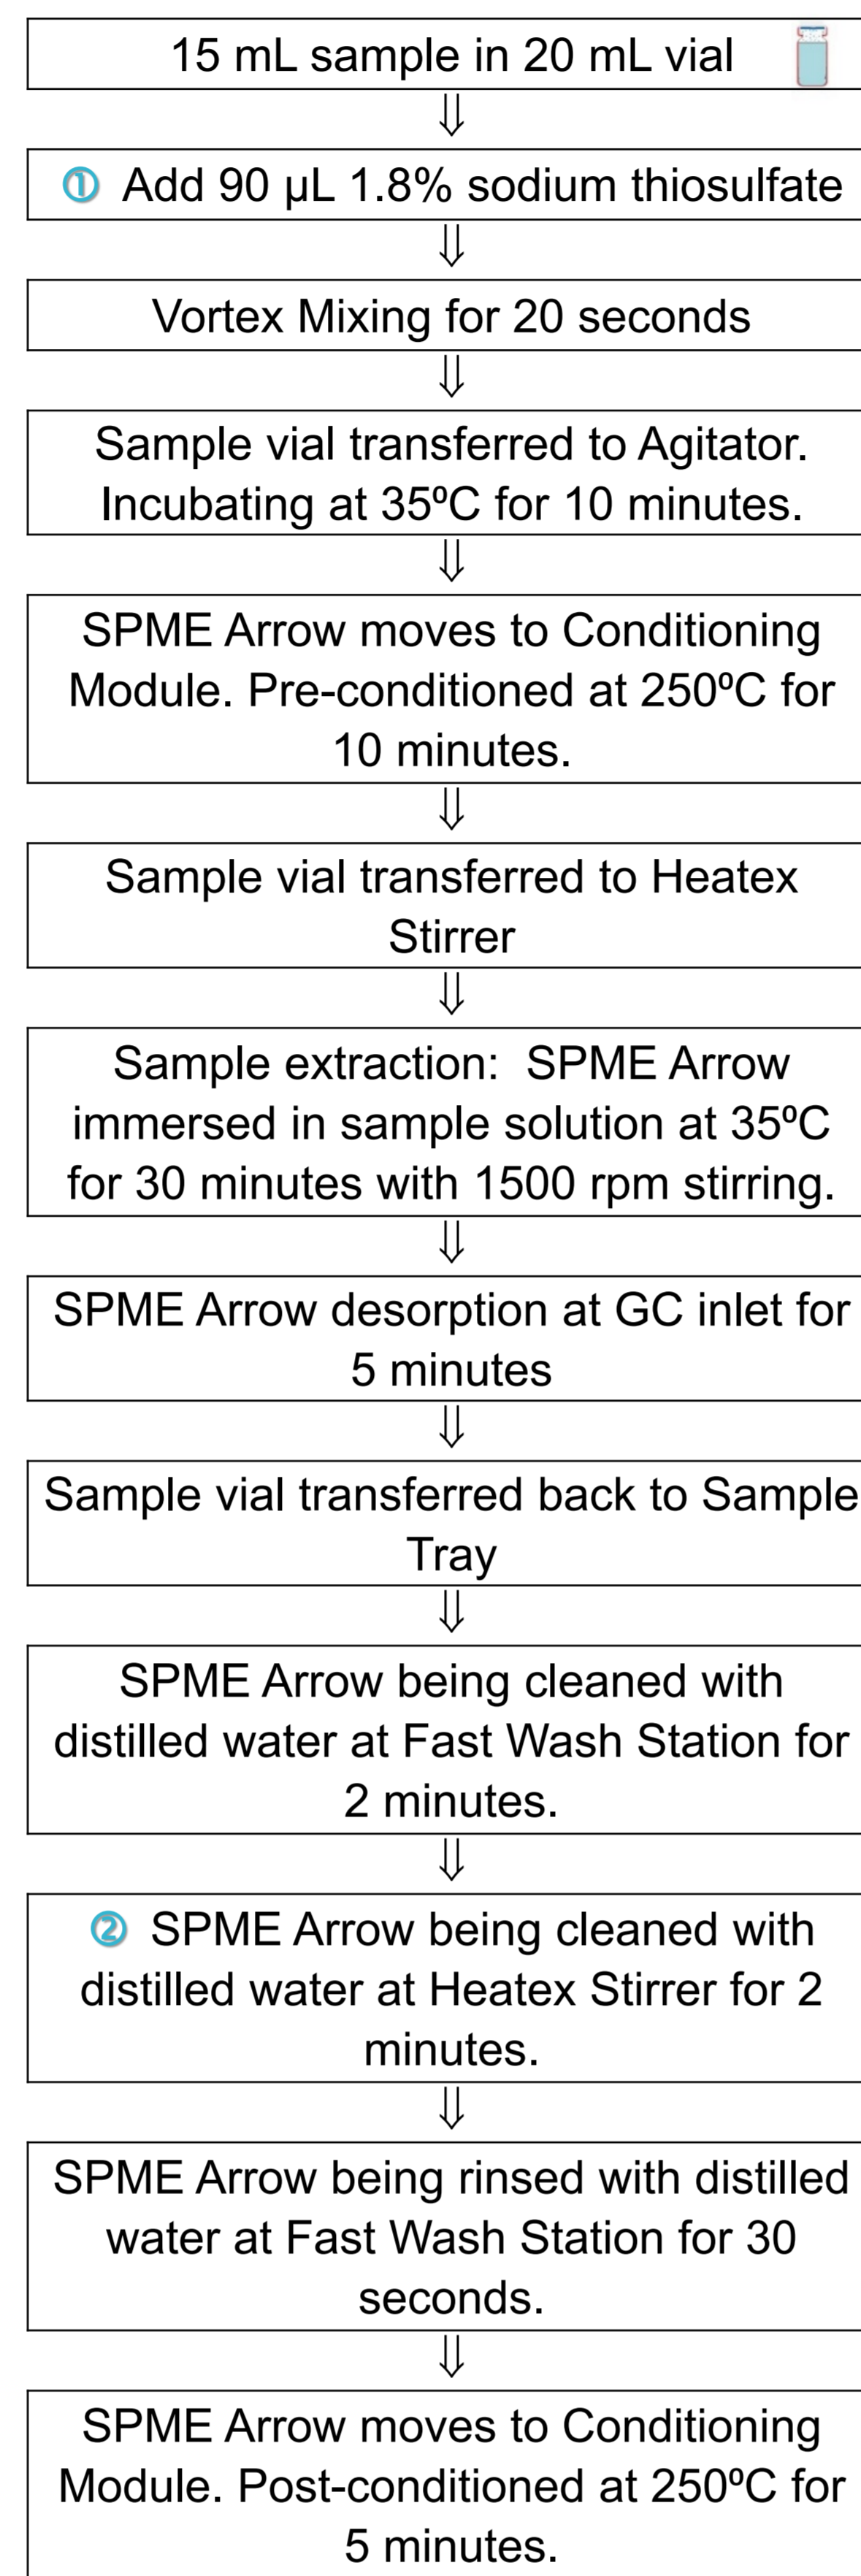 15 mL sample in 20 mL vial
⇓
① Add 90 µL 1.8% sodium thiosulfate
⇓
Vortex Mixing for 20 seconds
⇓
Sample vial transferred to Agitator.
Incubating at 35ºC for 10 minutes.
⇓
SPME Arrow moves to Conditioning
Module. Pre-conditioned at 250ºC for
10 minutes.
⇓
Sample vial transferred to Heatex
Stirrer
⇓
Sample extraction:  SPME Arrow
immersed in sample solution at 35ºC
for 30 minutes with 1500 rpm stirring.
⇓
SPME Arrow desorption at GC inlet for
5 minutes
⇓
Sample vial transferred back to Sample
Tray
⇓
SPME Arrow being cleaned with
distilled water at Fast Wash Station for
2 minutes.
⇓
② SPME Arrow being cleaned with
distilled water at Heatex Stirrer for 2
minutes.
⇓
SPME Arrow being rinsed with distilled
water at Fast Wash Station for 30
seconds.
⇓
SPME Arrow moves to Conditioning
Module. Post-conditioned at 250ºC for
5 minutes.